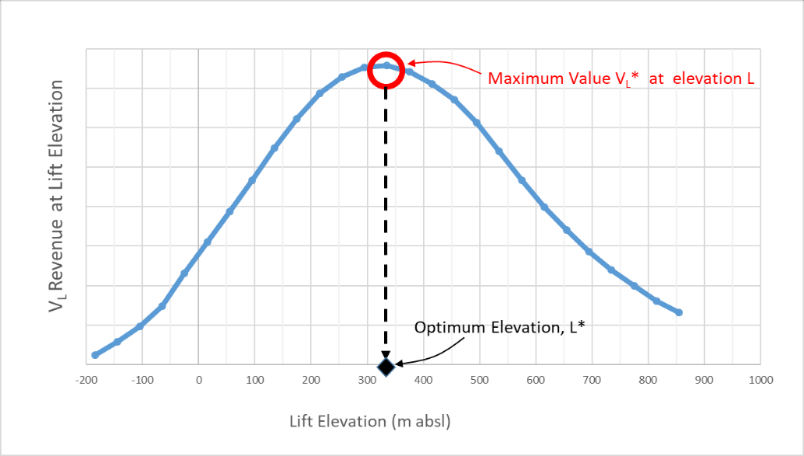 Maximum Value VL* at elevation L
VL Revenue at Lift Elevation
Optimum Elevation, L*
-200 -100 0 100 200 300 400 500 600 700 800 900 1000
Lift Elevation (m absl)